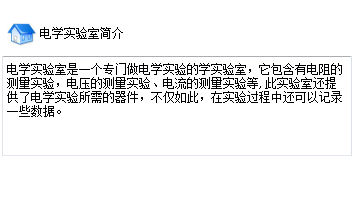 电学实验室简介
电学实验室是一个专门做电学实验的学实验室，它包含有电阻的
测量实验，电压的测量实验、电流的测量实验等,此实验室还提
供了电学实验所需的器件，不仅如此，在实验过程中还可以记录
一些数据。